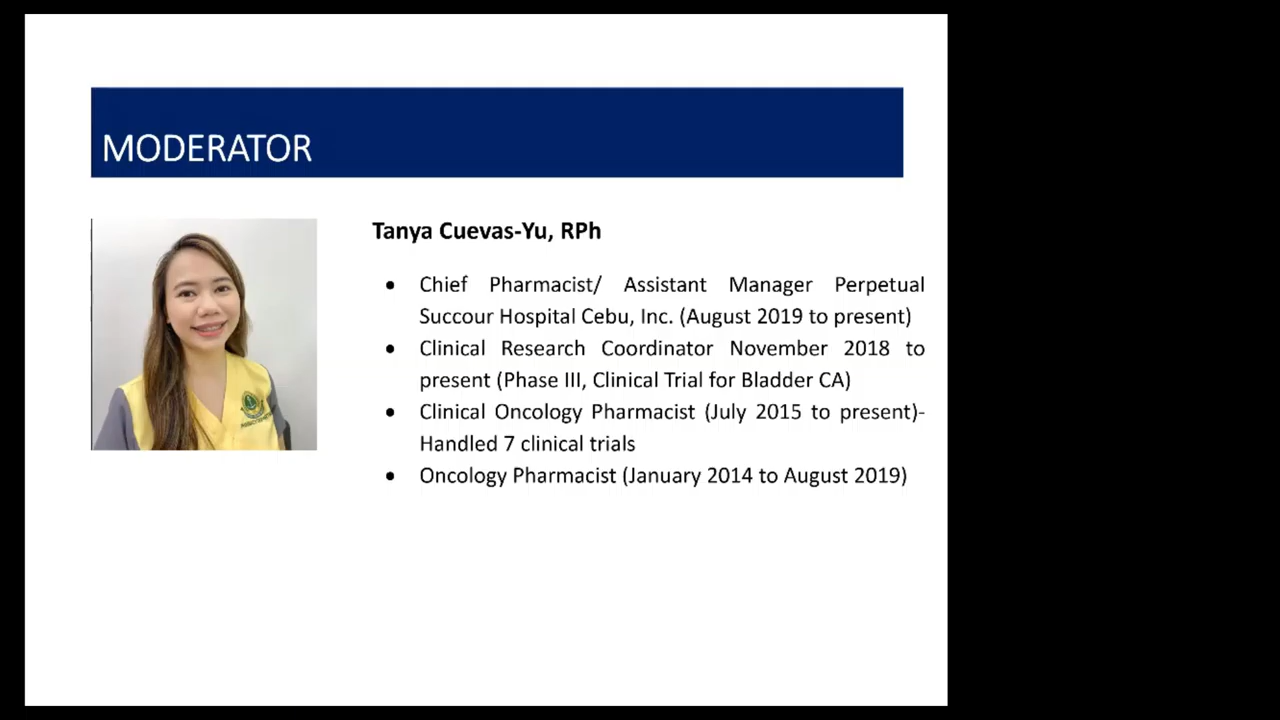 MODERATOR
Tanya Cuevas-Yu, RPh
• Chief Pharmacist/ Assistant Manager Perpetual
Succour Hospital Cebu, Inc. (August 2019 to present)
• Clinical Research Coordinator November 2018 to
present (Phase III, Clinical Trial for Bladder CA)
• Clinical Oncology Pharmacist (July 2015 to present)-
Handled 7 clinical trials
• Oncology Pharmacist (January 2014 to August 2019)